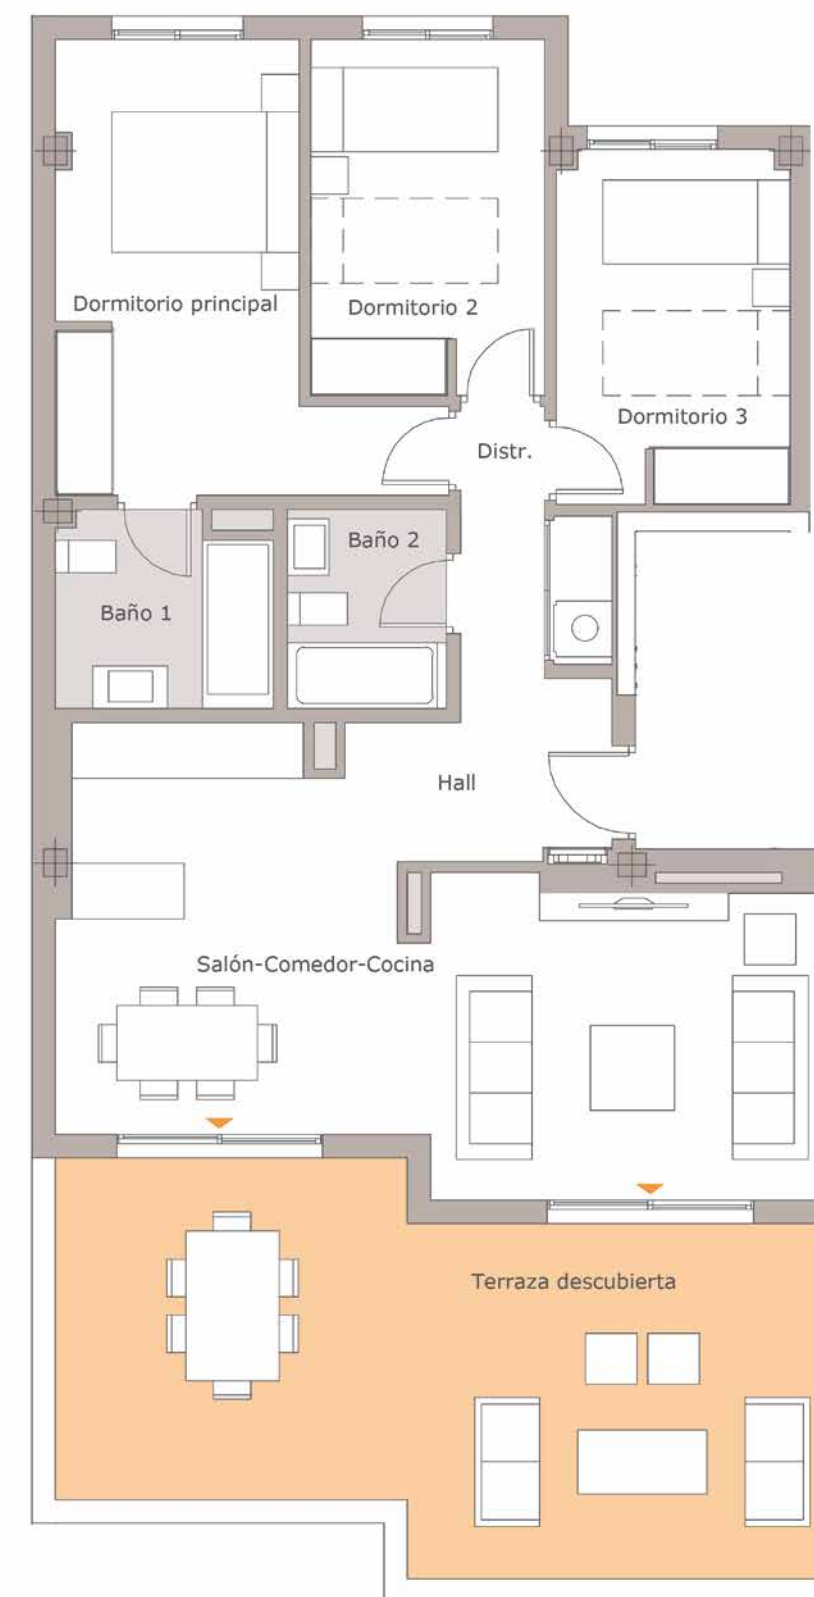 Dormitorio principal
Dormitorio 2
Dormitorio 3
Distr.
Baño 2
Baño 1
Hall
Salón-Comedor-Cocina
Terraza descubierta